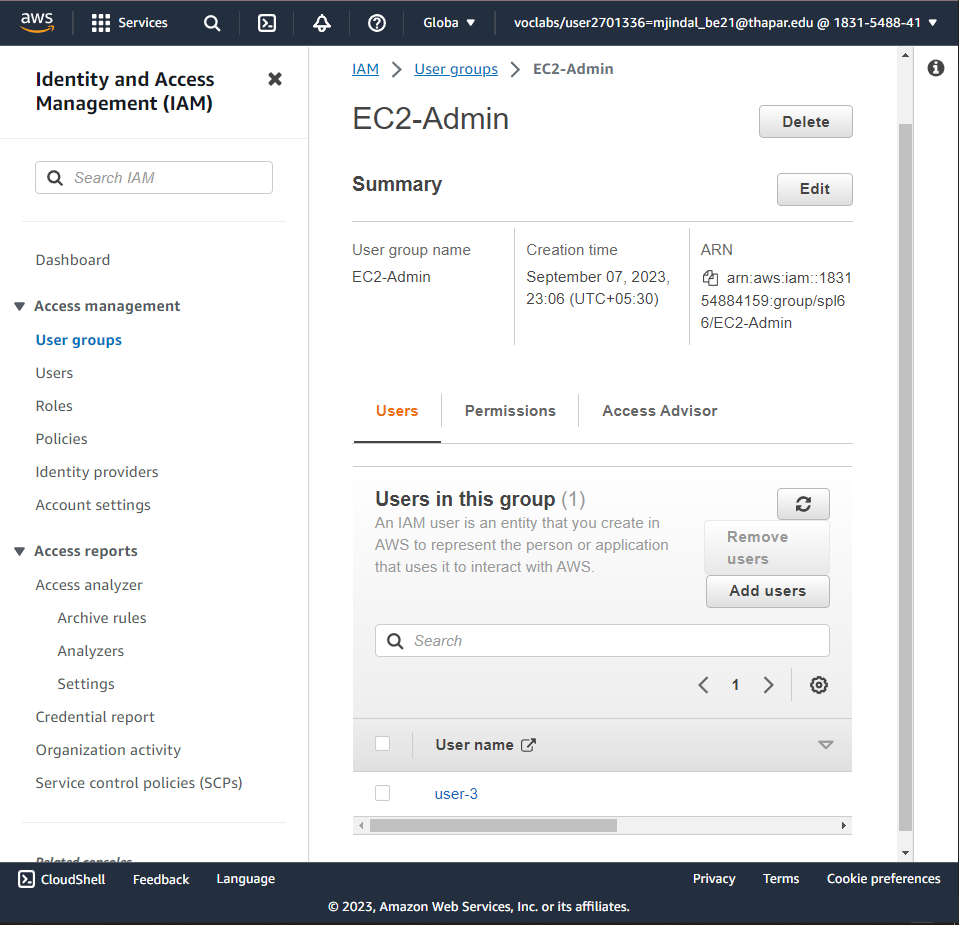 aws
Services
Globa
voclabs/user2701336=mjindal_be21@thapar.edu @ 1831-5488-41
Identity and Access
Management (IAM)
Search IAM
Dashboard
Access management
User groups
Users
Roles
Policies
Identity providers
Account settings
Access reports
Access analyzer
Archive rules
Analyzers
Settings
Credential report
Organization activity
Service control policies (SCPs)
Related consoles
IAM
User groups
EC2-Admin
EC2-Admin
Delete
Summary
Edit
User group name
EC2-Admin
Creation time
September 07, 2023,
23:06 (UTC+05:30)
ARN
arn:aws:iam::1831
54884159:group/spl6
6/EC2-Admin
Users
Permissions
Access Advisor
Users in this group (1)
An IAM user is an entity that you create in
AWS to represent the person or application
that uses it to interact with AWS.
Remove
users
Add users
Search
1
User name
user-3
CloudShell
Feedback
Language
Privacy
Terms
Cookie preferences
© 2023, Amazon Web Services, Inc. or its affiliates.